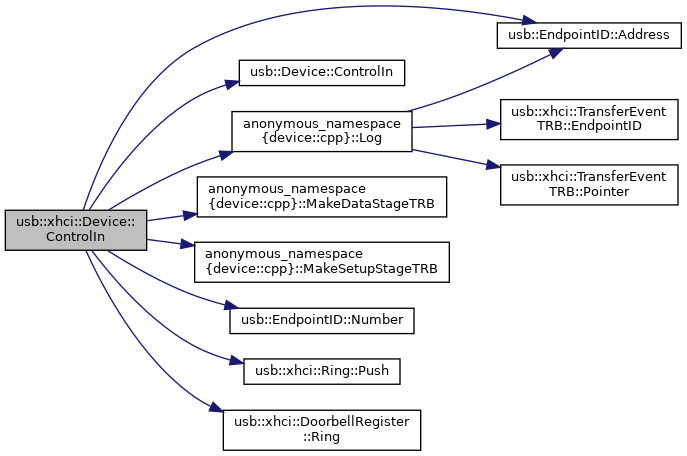 usb::xhci::Device::
ControlIn
usb::EndpointID::Address
usb::Device::ControlIn
anonymous_namespace
{device::cpp}::Log
usb::xhci::TransferEvent
TRB::EndpointID
usb::xhci::TransferEvent
TRB::Pointer
anonymous_namespace
{device::cpp}::MakeDataStageTRB
anonymous_namespace
{device::cpp}::MakeSetupStageTRB
usb::EndpointID::Number
usb::xhci::Ring::Push
usb::xhci::DoorbellRegister
::Ring